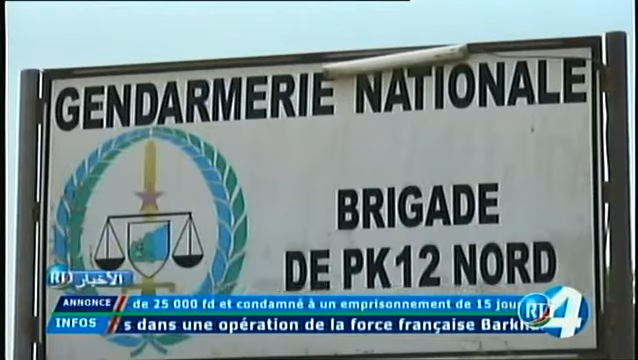 GENDARMERIE NATIONALE
BRIGADE
DE PK12 NORD
RTD الأخبار
ANNONCE de 25 000 fd et condamné à un emprisonnement de 15 jou
INFOS s dans une opération de la force française Barkh
RTD 4